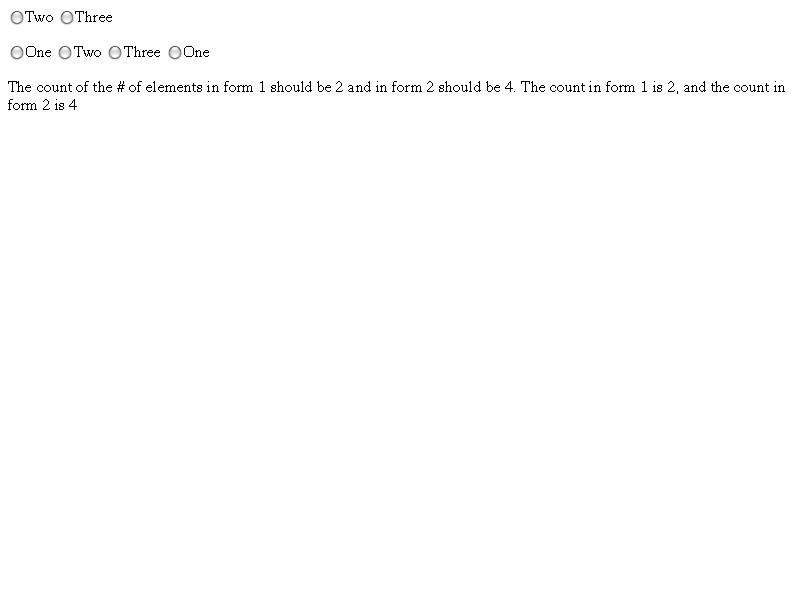 Two Three
One Two Three One
The count of the # of elements in form 1 should be 2 and in form 2 should be 4. The count in form 1 is 2, and the count in
form 2 is 4